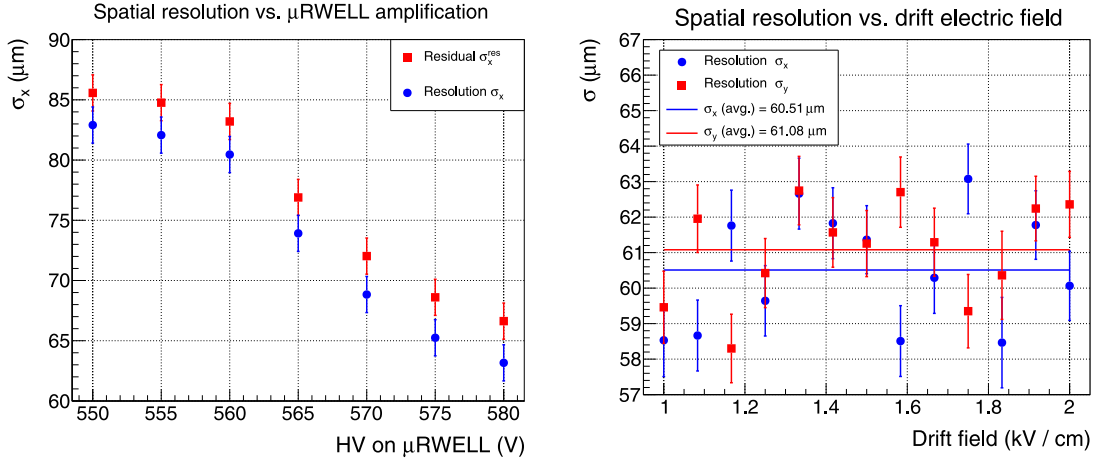 Spatial resolution vs. μRWELL amplification
σx (μm)
90
85
80
75
70
65
60
Residual σx^res
Resolution σx
550 555 560 565 570 575 580
HV on μRWELL (V)
Spatial resolution vs. drift electric field
σ (μm)
67
66
65
64
63
62
61
60
59
58
57
Resolution σx
Resolution σy
σx (avg.) = 60.51 μm
σy (avg.) = 61.08 μm
1 1.2 1.4 1.6 1.8 2
Drift field (kV / cm)